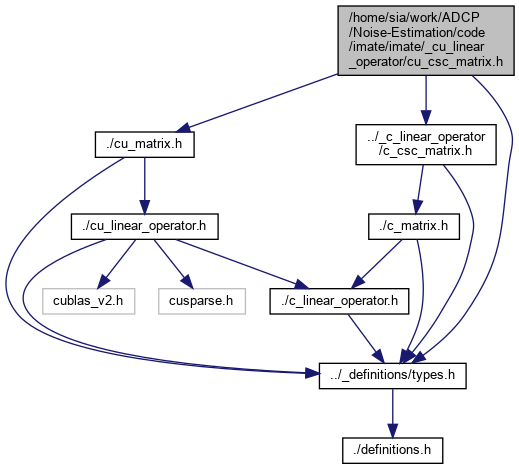 /home/sia/work/ADCP
/Noise-Estimation/code
/imate/imate/_cu_linear
_operator/cu_csc_matrix.h
./cu_matrix.h
../_c_linear_operator
/c_csc_matrix.h
./cu_linear_operator.h
./c_matrix.h
cublas_v2.h
cusparse.h
./c_linear_operator.h
../_definitions/types.h
./definitions.h